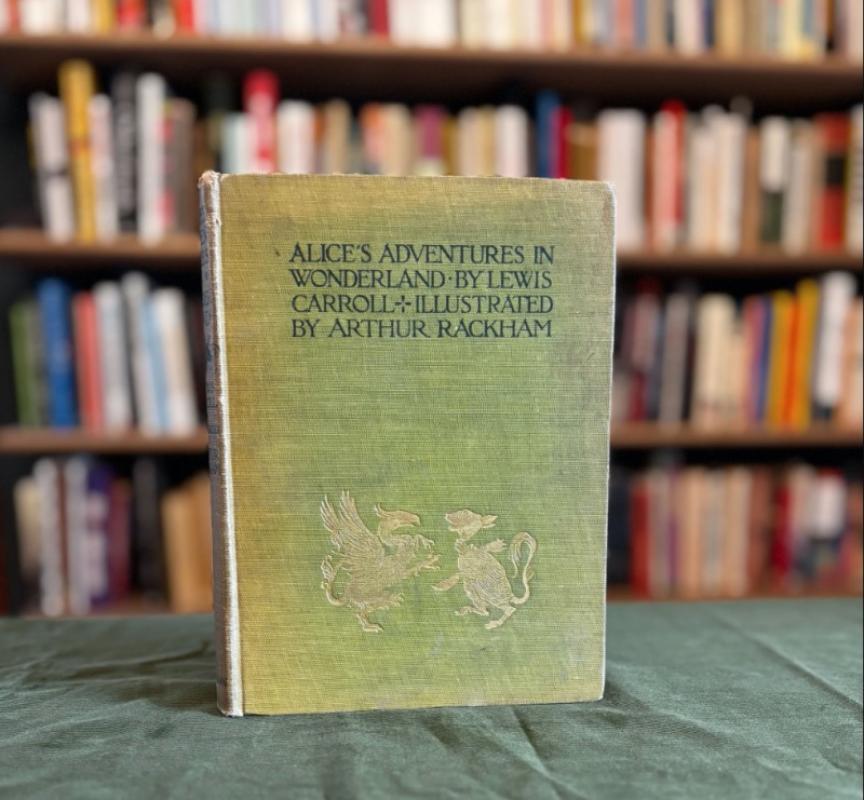 ALICE'S ADVENTURES IN
WONDERLAND·BY LEWIS
CARROLL✢ILLUSTRATED
BY ARTHUR RACKHAM